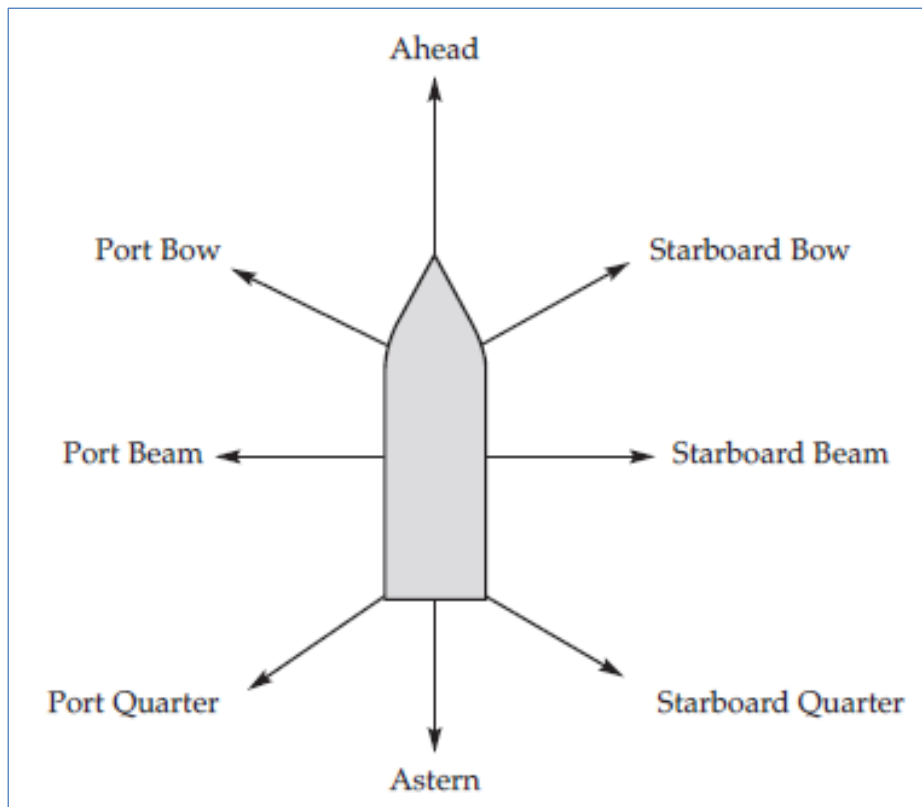 Ahead
Port Bow
Starboard Bow
Port Beam
Starboard Beam
Port Quarter
Starboard Quarter
Astern